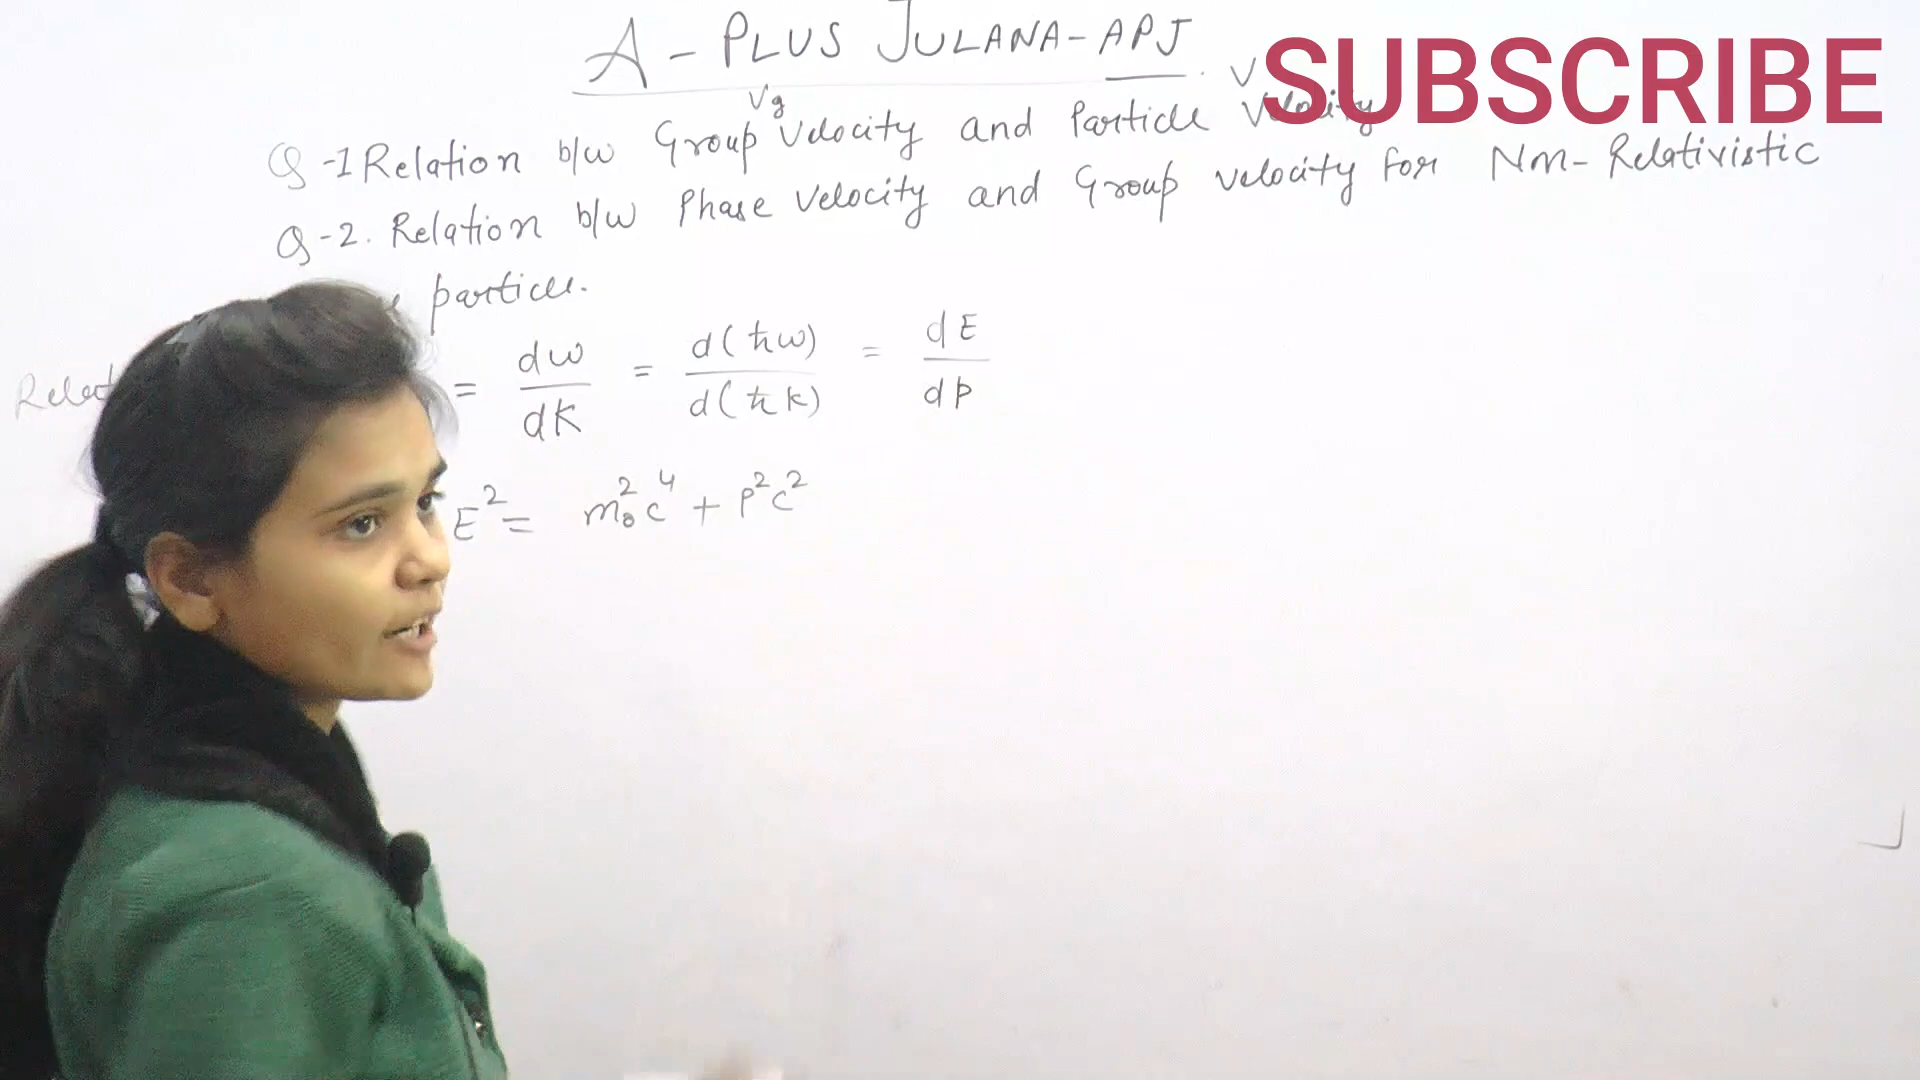 A - PLUS JULANA - APJ
SUBSCRIBE
Vg V
Q-1 Relation b/w Group Velocity and Particle Velocity
Q-2. Relation b/w Phase Velocity and Group velocity for Non-Relativistic
particle.
= dω/dK = d(ħω)/d(ħk) = dE/dp
E² = m₀²c⁴ + p²c²